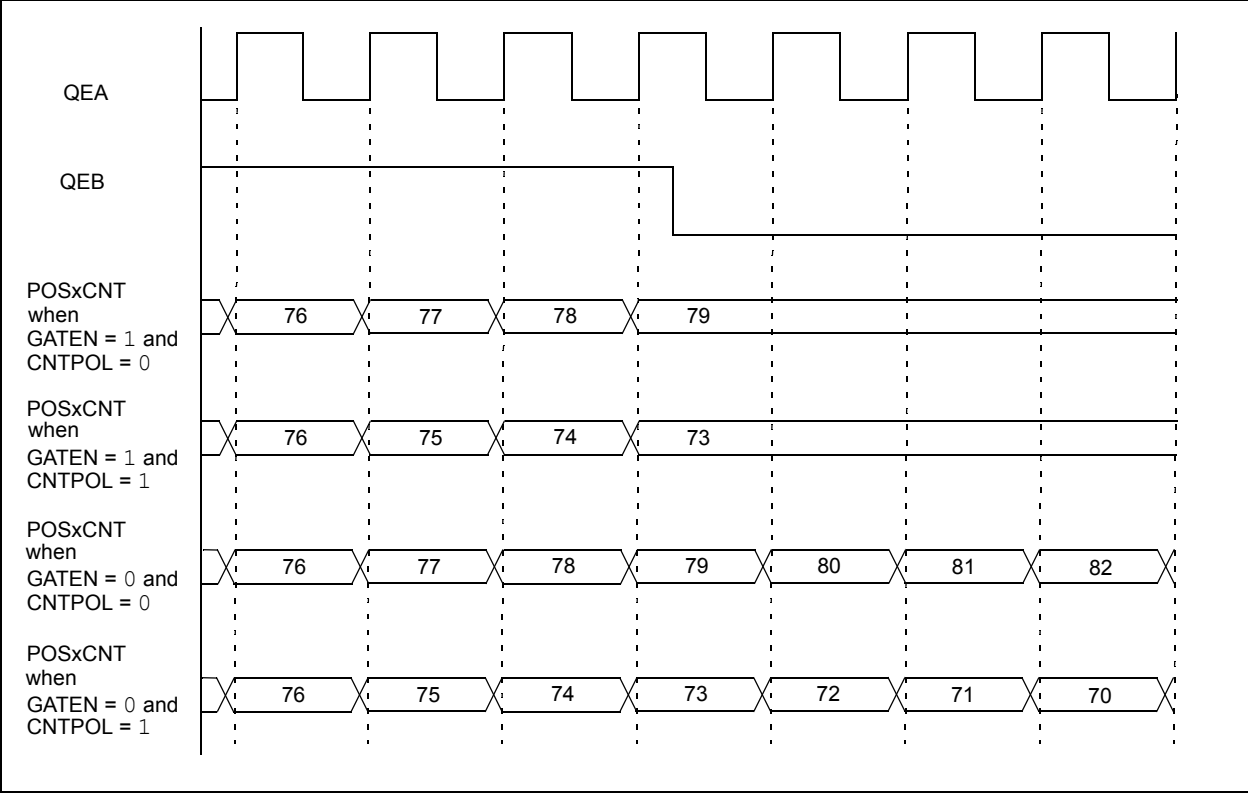 QEA
QEB
POSxCNT
when
GATEN = 1 and
CNTPOL = 0
76 77 78 79
POSxCNT
when
GATEN = 1 and
CNTPOL = 1
76 75 74 73
POSxCNT
when
GATEN = 0 and
CNTPOL = 0
76 77 78 79 80 81 82
POSxCNT
when
GATEN = 0 and
CNTPOL = 1
76 75 74 73 72 71 70